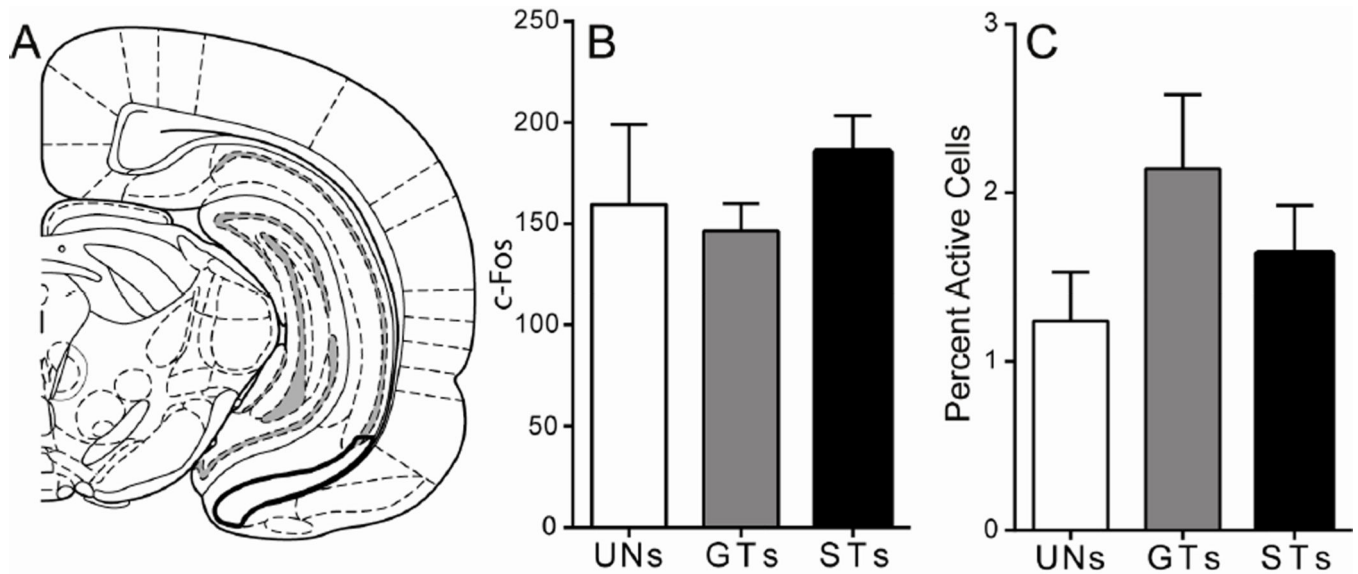 A
B
c-Fos
250
200
150
100
50
0
UNs GTs STs
C
Percent Active Cells
3
2
1
0
UNs GTs STs